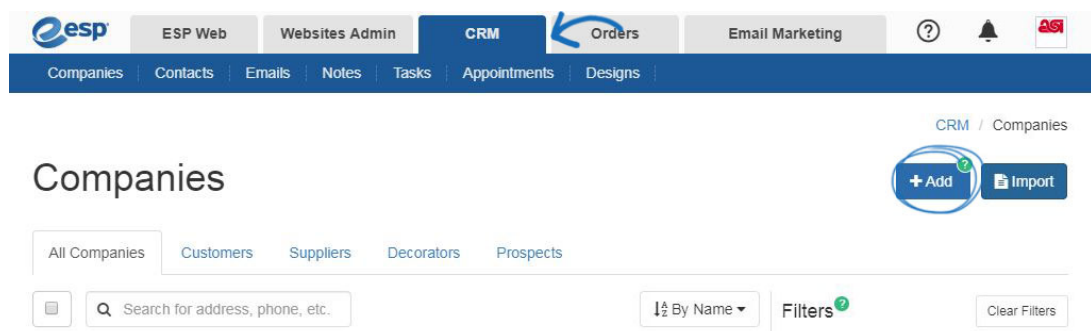 esp ESP Web Websites Admin CRM Orders Email Marketing ? ASI
Companies Contacts Emails Notes Tasks Appointments Designs
CRM / Companies
Companies
+ Add ? Import
All Companies Customers Suppliers Decorators Prospects
Search for address, phone, etc. By Name Filters ? Clear Filters